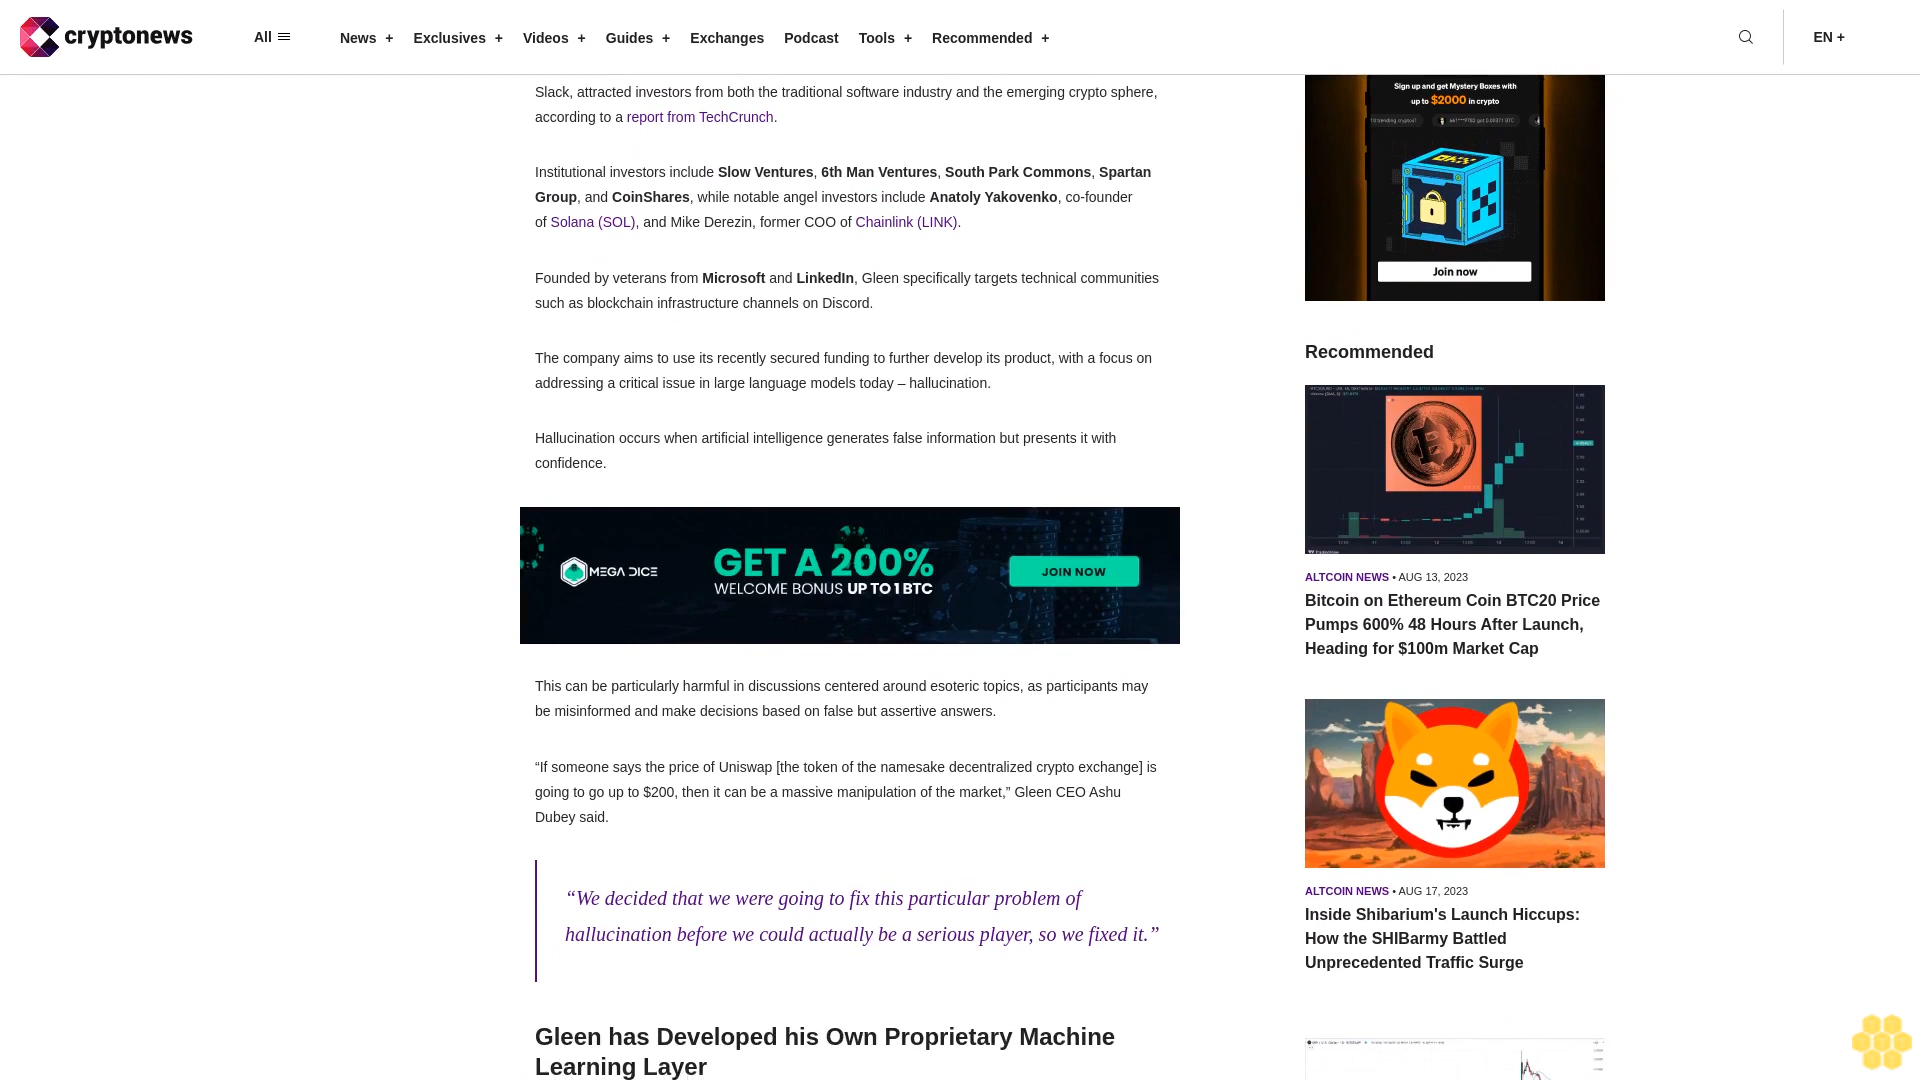 cryptonews
All
News + Exclusives + Videos + Guides + Exchanges Podcast Tools + Recommended +
EN +
Slack, attracted investors from both the traditional software industry and the emerging crypto sphere,
according to a report from TechCrunch.
Institutional investors include Slow Ventures, 6th Man Ventures, South Park Commons, Spartan
Group, and CoinShares, while notable angel investors include Anatoly Yakovenko, co-founder
of Solana (SOL), and Mike Derezin, former COO of Chainlink (LINK).
Founded by veterans from Microsoft and LinkedIn, Gleen specifically targets technical communities
such as blockchain infrastructure channels on Discord.
The company aims to use its recently secured funding to further develop its product, with a focus on
addressing a critical issue in large language models today – hallucination.
Hallucination occurs when artificial intelligence generates false information but presents it with
confidence.
MEGA DICE
GET A 200%
WELCOME BONUS UP TO 1 BTC
JOIN NOW
This can be particularly harmful in discussions centered around esoteric topics, as participants may
be misinformed and make decisions based on false but assertive answers.
“If someone says the price of Uniswap [the token of the namesake decentralized crypto exchange] is
going to go up to $200, then it can be a massive manipulation of the market,” Gleen CEO Ashu
Dubey said.
“We decided that we were going to fix this particular problem of
hallucination before we could actually be a serious player, so we fixed it.”
Gleen has Developed his Own Proprietary Machine
Learning Layer
Sign up and get Mystery Boxes with
up to $2000 in crypto
OKX
Join now
Recommended
ALTCOIN NEWS • AUG 13, 2023
Bitcoin on Ethereum Coin BTC20 Price
Pumps 600% 48 Hours After Launch,
Heading for $100m Market Cap
ALTCOIN NEWS • AUG 17, 2023
Inside Shibarium's Launch Hiccups:
How the SHIBarmy Battled
Unprecedented Traffic Surge